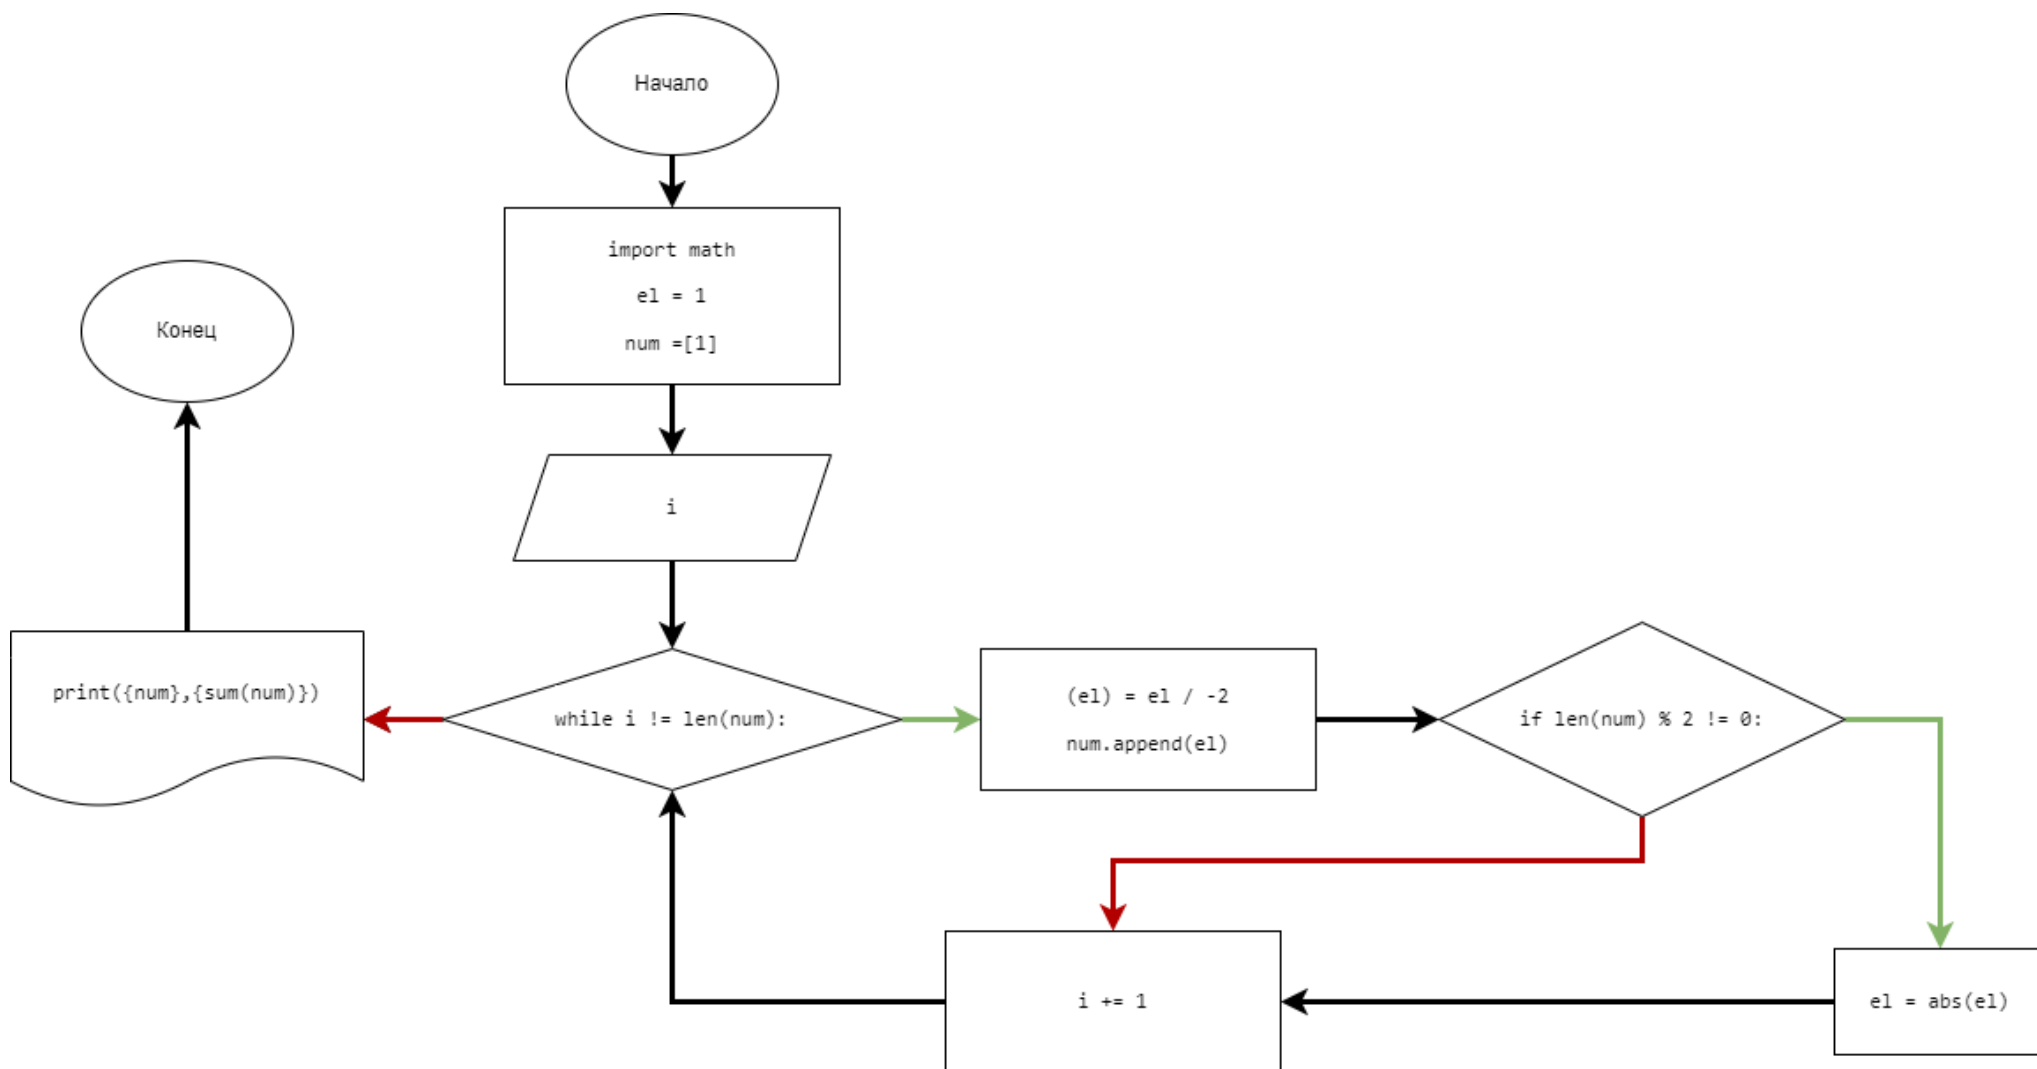 Начало
import math
el = 1
num =[1]
Конец
i
print({num},{sum(num)})
while i != len(num):
(el) = el / -2
num.append(el)
if len(num) % 2 != 0:
i += 1
el = abs(el)